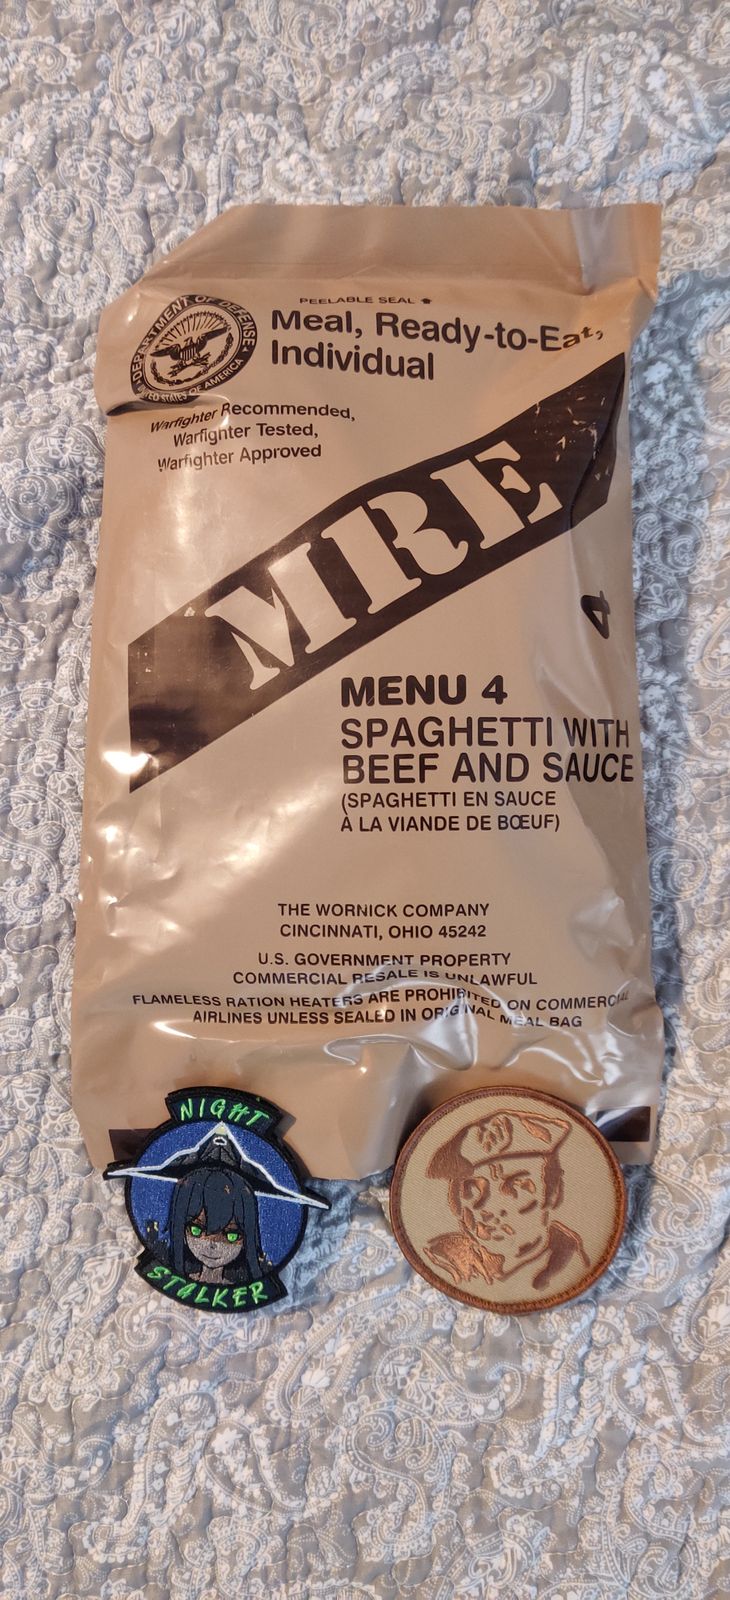 PEELABLE SEAL
Meal, Ready-to-Eat,
Individual
DEPARTMENT OF DEFENSE
UNITED STATES OF AMERICA
Warfighter Recommended,
Warfighter Tested,
Warfighter Approved
MRE
4
MENU 4
SPAGHETTI WITH
BEEF AND SAUCE
(SPAGHETTI EN SAUCE
À LA VIANDE DE BŒUF)
THE WORNICK COMPANY
CINCINNATI, OHIO 45242
U.S. GOVERNMENT PROPERTY
COMMERCIAL RESALE IS UNLAWFUL
FLAMELESS RATION HEATERS ARE PROHIBITED ON COMMERCIAL
AIRLINES UNLESS SEALED IN ORIGINAL MEAL BAG
NIGHT
STALKER